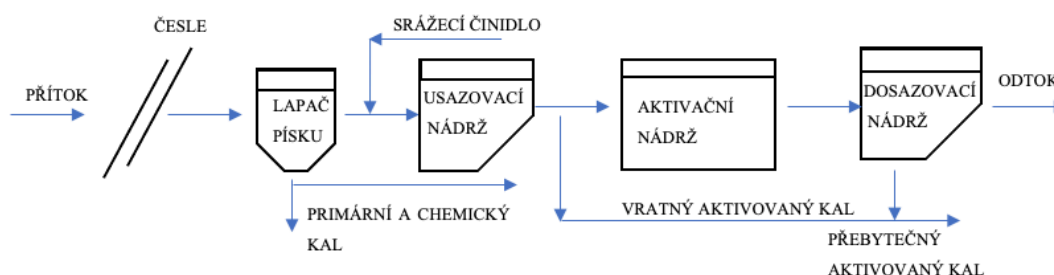 ČESLE
SRÁŽECÍ ČINIDLO
PŘÍTOK
LAPAČ
PÍSKU
USAZOVACÍ
NÁDRŽ
AKTIVAČNÍ
NÁDRŽ
DOSAZOVACÍ
NÁDRŽ
ODTOK
PRIMÁRNÍ A CHEMICKÝ
KAL
VRATNÝ AKTIVOVANÝ KAL
PŘEBYTEČNÝ
AKTIVOVANÝ KAL